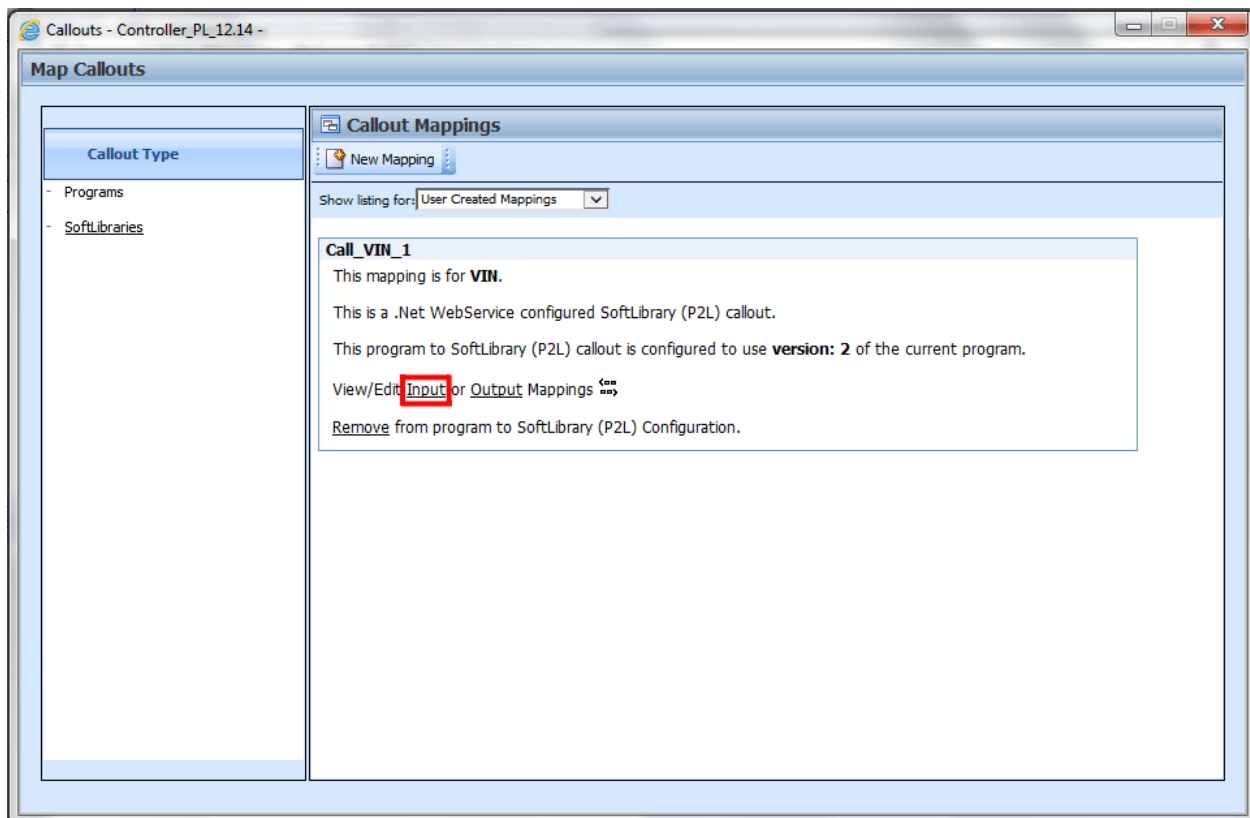 Callouts - Controller_PL_12.14 -
Map Callouts
Callout Type
- Programs
- SoftLibraries
Callout Mappings
New Mapping
Show listing for: User Created Mappings
Call_VIN_1
This mapping is for VIN.
This is a .Net WebService configured SoftLibrary (P2L) callout.
This program to SoftLibrary (P2L) callout is configured to use version: 2 of the current program.
View/Edit Input or Output Mappings
Remove from program to SoftLibrary (P2L) Configuration.